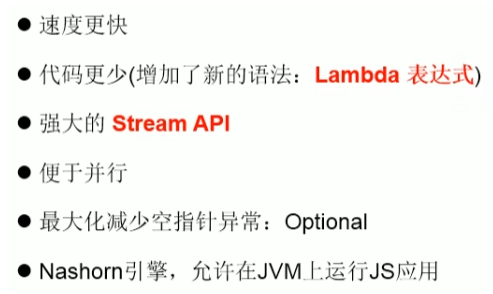 ● 速度更快
● 代码更少(增加了新的语法：Lambda 表达式)
● 强大的 Stream API
● 便于并行
● 最大化减少空指针异常：Optional
● Nashorn引擎，允许在JVM上运行JS应用